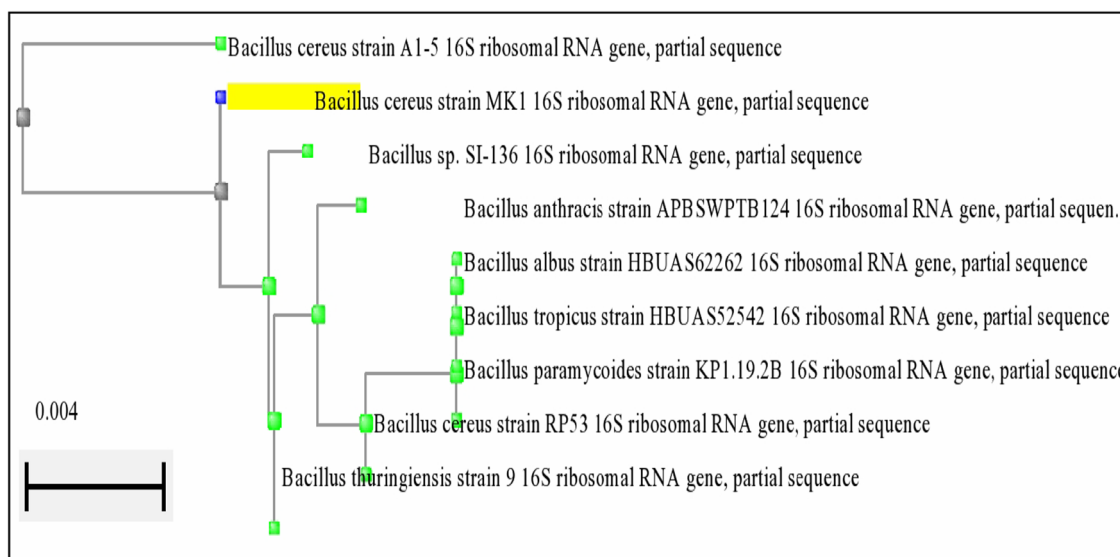 Bacillus cereus strain A1-5 16S ribosomal RNA gene, partial sequence
Bacillus cereus strain MK1 16S ribosomal RNA gene, partial sequence
Bacillus sp. SI-136 16S ribosomal RNA gene, partial sequence
Bacillus anthracis strain APBSWPTB124 16S ribosomal RNA gene, partial sequen.
Bacillus albus strain HBUAS62262 16S ribosomal RNA gene, partial sequence
Bacillus tropicus strain HBUAS52542 16S ribosomal RNA gene, partial sequence
Bacillus paramycoides strain KP1.19.2B 16S ribosomal RNA gene, partial sequence
0.004
Bacillus cereus strain RP53 16S ribosomal RNA gene, partial sequence
Bacillus thuringiensis strain 9 16S ribosomal RNA gene, partial sequence